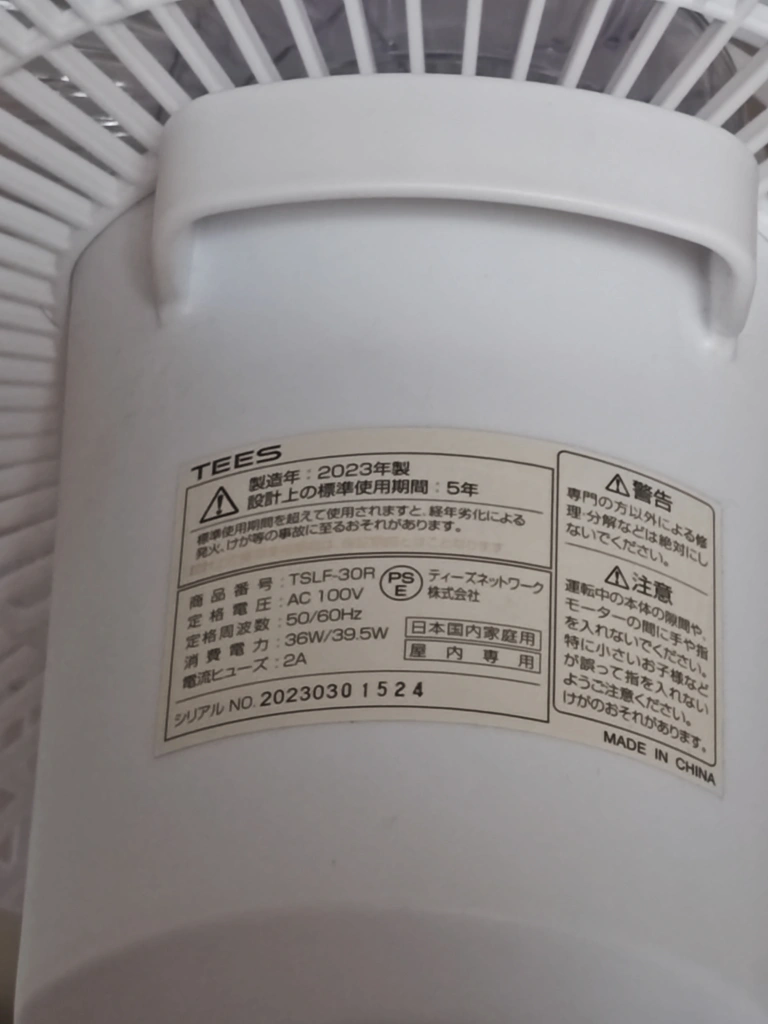 TEES
製造年：2023年製
設計上の標準使用期間：5年
標準使用期間を超えて使用されますと、経年劣化による
発火、けが等の事故に至るおそれがあります。
商品番号：TSLF-30R
定格電圧：AC 100V
定格周波数：50/60Hz
消費電力：36W/39.5W
電流ヒューズ：2A
PS
E
ティーズネットワーク
株式会社
日本国内家庭用
屋内専用
シリアルNO. 20230301524
警告
専門の方以外による修
理・分解などは絶対にし
ないでください。
注意
運転中の本体の隙間や、
モーターの間に手や指
を入れないでください。
特に小さいお子様など
が誤って指を入れない
ようご注意ください。
けがのおそれがあります。
MADE IN CHINA